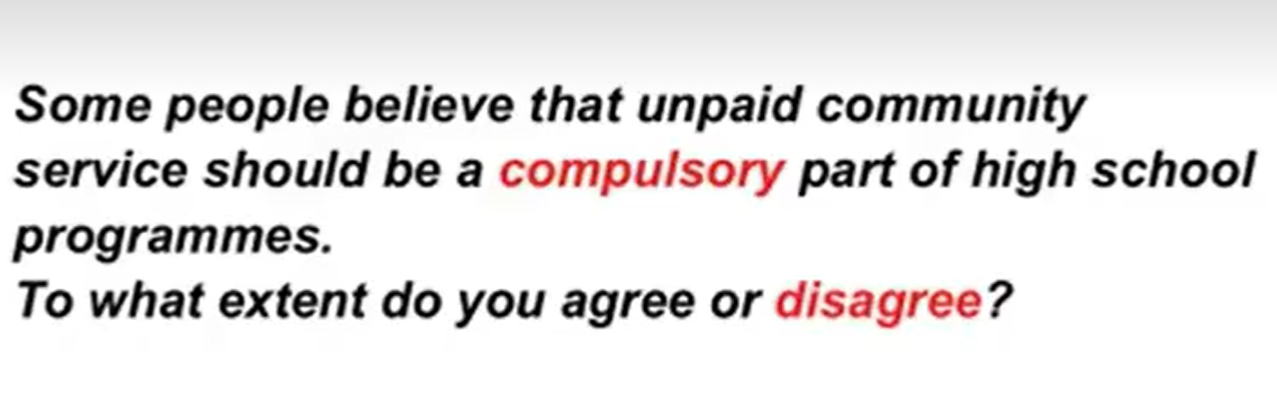 Some people believe that unpaid community
service should be a compulsory part of high school
programmes.
To what extent do you agree or disagree?